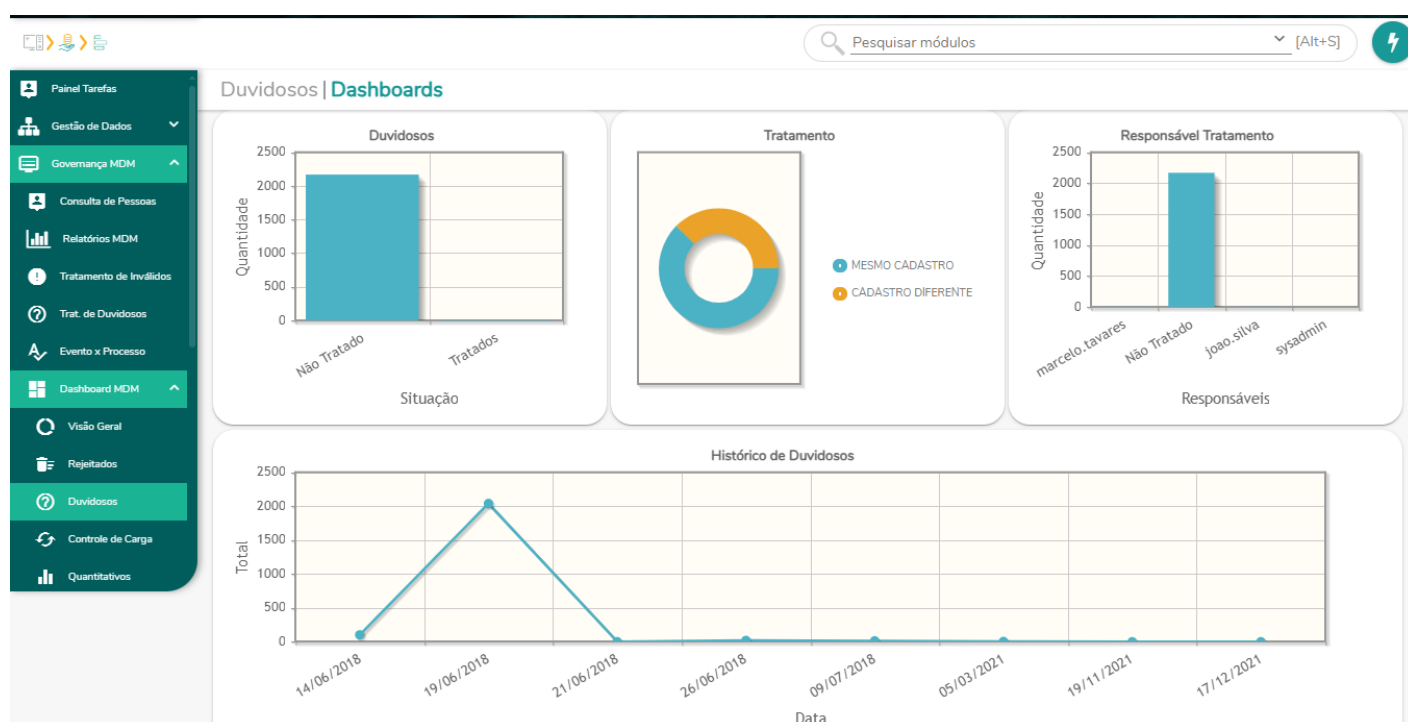 Pesquisar módulos
[Alt+S]
Painel Tarefas
Gestão de Dados
Governança MDM
Consulta de Pessoas
Relatórios MDM
Tratamento de Inválidos
Trat. de Duvidosos
Evento x Processo
Dashboard MDM
Visão Geral
Rejeitados
Duvidosos
Controle de Carga
Quantitativos
Duvidosos | Dashboards
Duvidosos
Quantidade
2500
2000
1500
1000
500
0
Não Tratado
Tratados
Situação
Tratamento
MESMO CADASTRO
CADASTRO DIFERENTE
Responsável Tratamento
Quantidade
2500
2000
1500
1000
500
0
marcelo.tavares
Não Tratado
joao.silva
sysadmin
Responsáveis
Histórico de Duvidosos
Total
2500
2000
1500
1000
500
0
14/06/2018
19/06/2018
21/06/2018
26/06/2018
09/07/2018
05/03/2021
19/11/2021
17/12/2021
Data